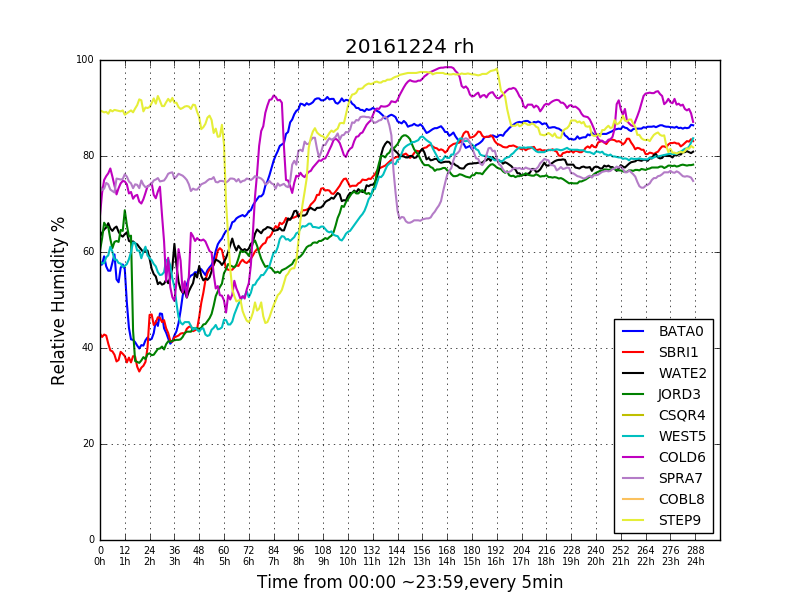 20161224 rh
Relative Humidity %
100
80
60
40
20
0
0 12 24 36 48 60 72 84 96 108 120 132 144 156 168 180 192 204 216 228 240 252 264 276 288
0h 1h 2h 3h 4h 5h 6h 7h 8h 9h 10h 11h 12h 13h 14h 15h 16h 17h 18h 19h 20h 21h 22h 23h 24h
Time from 00:00 ~23:59,every 5min
BATA0
SBRI1
WATE2
JORD3
CSQR4
WEST5
COLD6
SPRA7
COBL8
STEP9